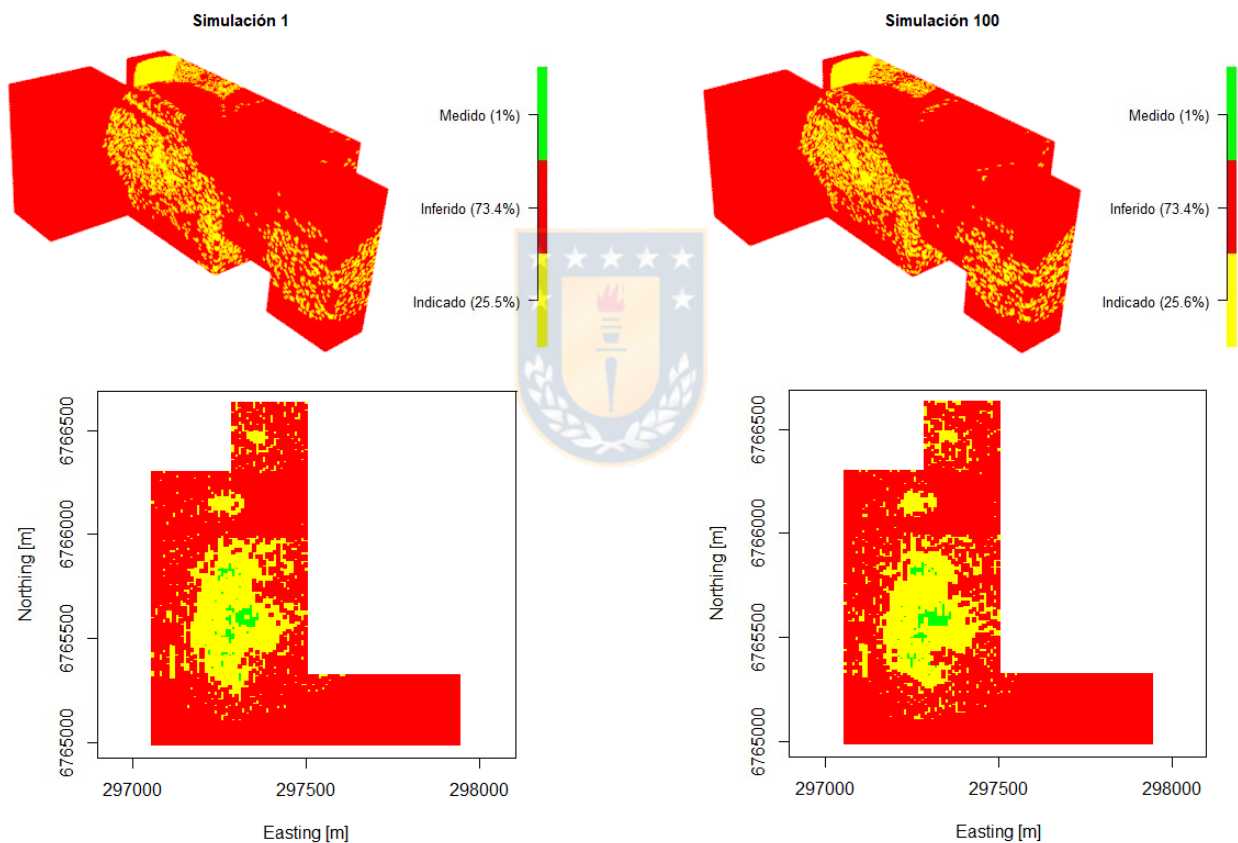 Simulación 1
Medido (1%)
Inferido (73.4%)
Indicado (25.5%)
Simulación 100
Medido (1%)
Inferido (73.4%)
Indicado (25.6%)
Northing [m]
6766500
6766000
6765500
6765000
297000
297500
298000
Easting [m]
Northing [m]
6766500
6766000
6765500
6765000
297000
297500
298000
Easting [m]